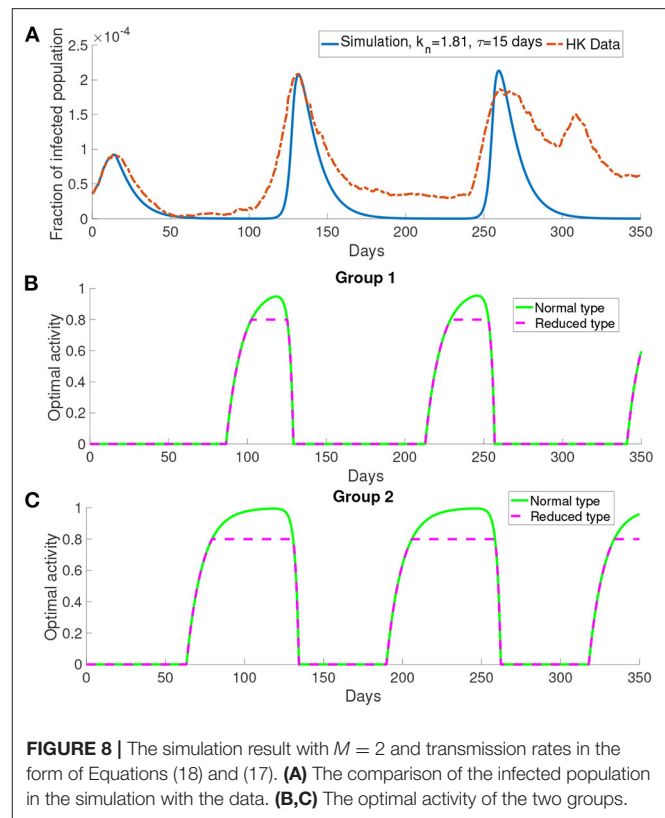 A
×10⁻⁴
Simulation, kₙ=1.81, τ=15 days
HK Data
Fraction of infected population
2.5
2
1.5
1
0.5
0
0 50 100 150 200 250 300 350
Days
B
Group 1
Normal type
Reduced type
Optimal activity
1
0.8
0.6
0.4
0.2
0
0 50 100 150 200 250 300 350
Days
C
Group 2
Normal type
Reduced type
Optimal activity
1
0.8
0.6
0.4
0.2
0
0 50 100 150 200 250 300 350
Days
FIGURE 8 | The simulation result with M = 2 and transmission rates in the
form of Equations (18) and (17). (A) The comparison of the infected population
in the simulation with the data. (B,C) The optimal activity of the two groups.